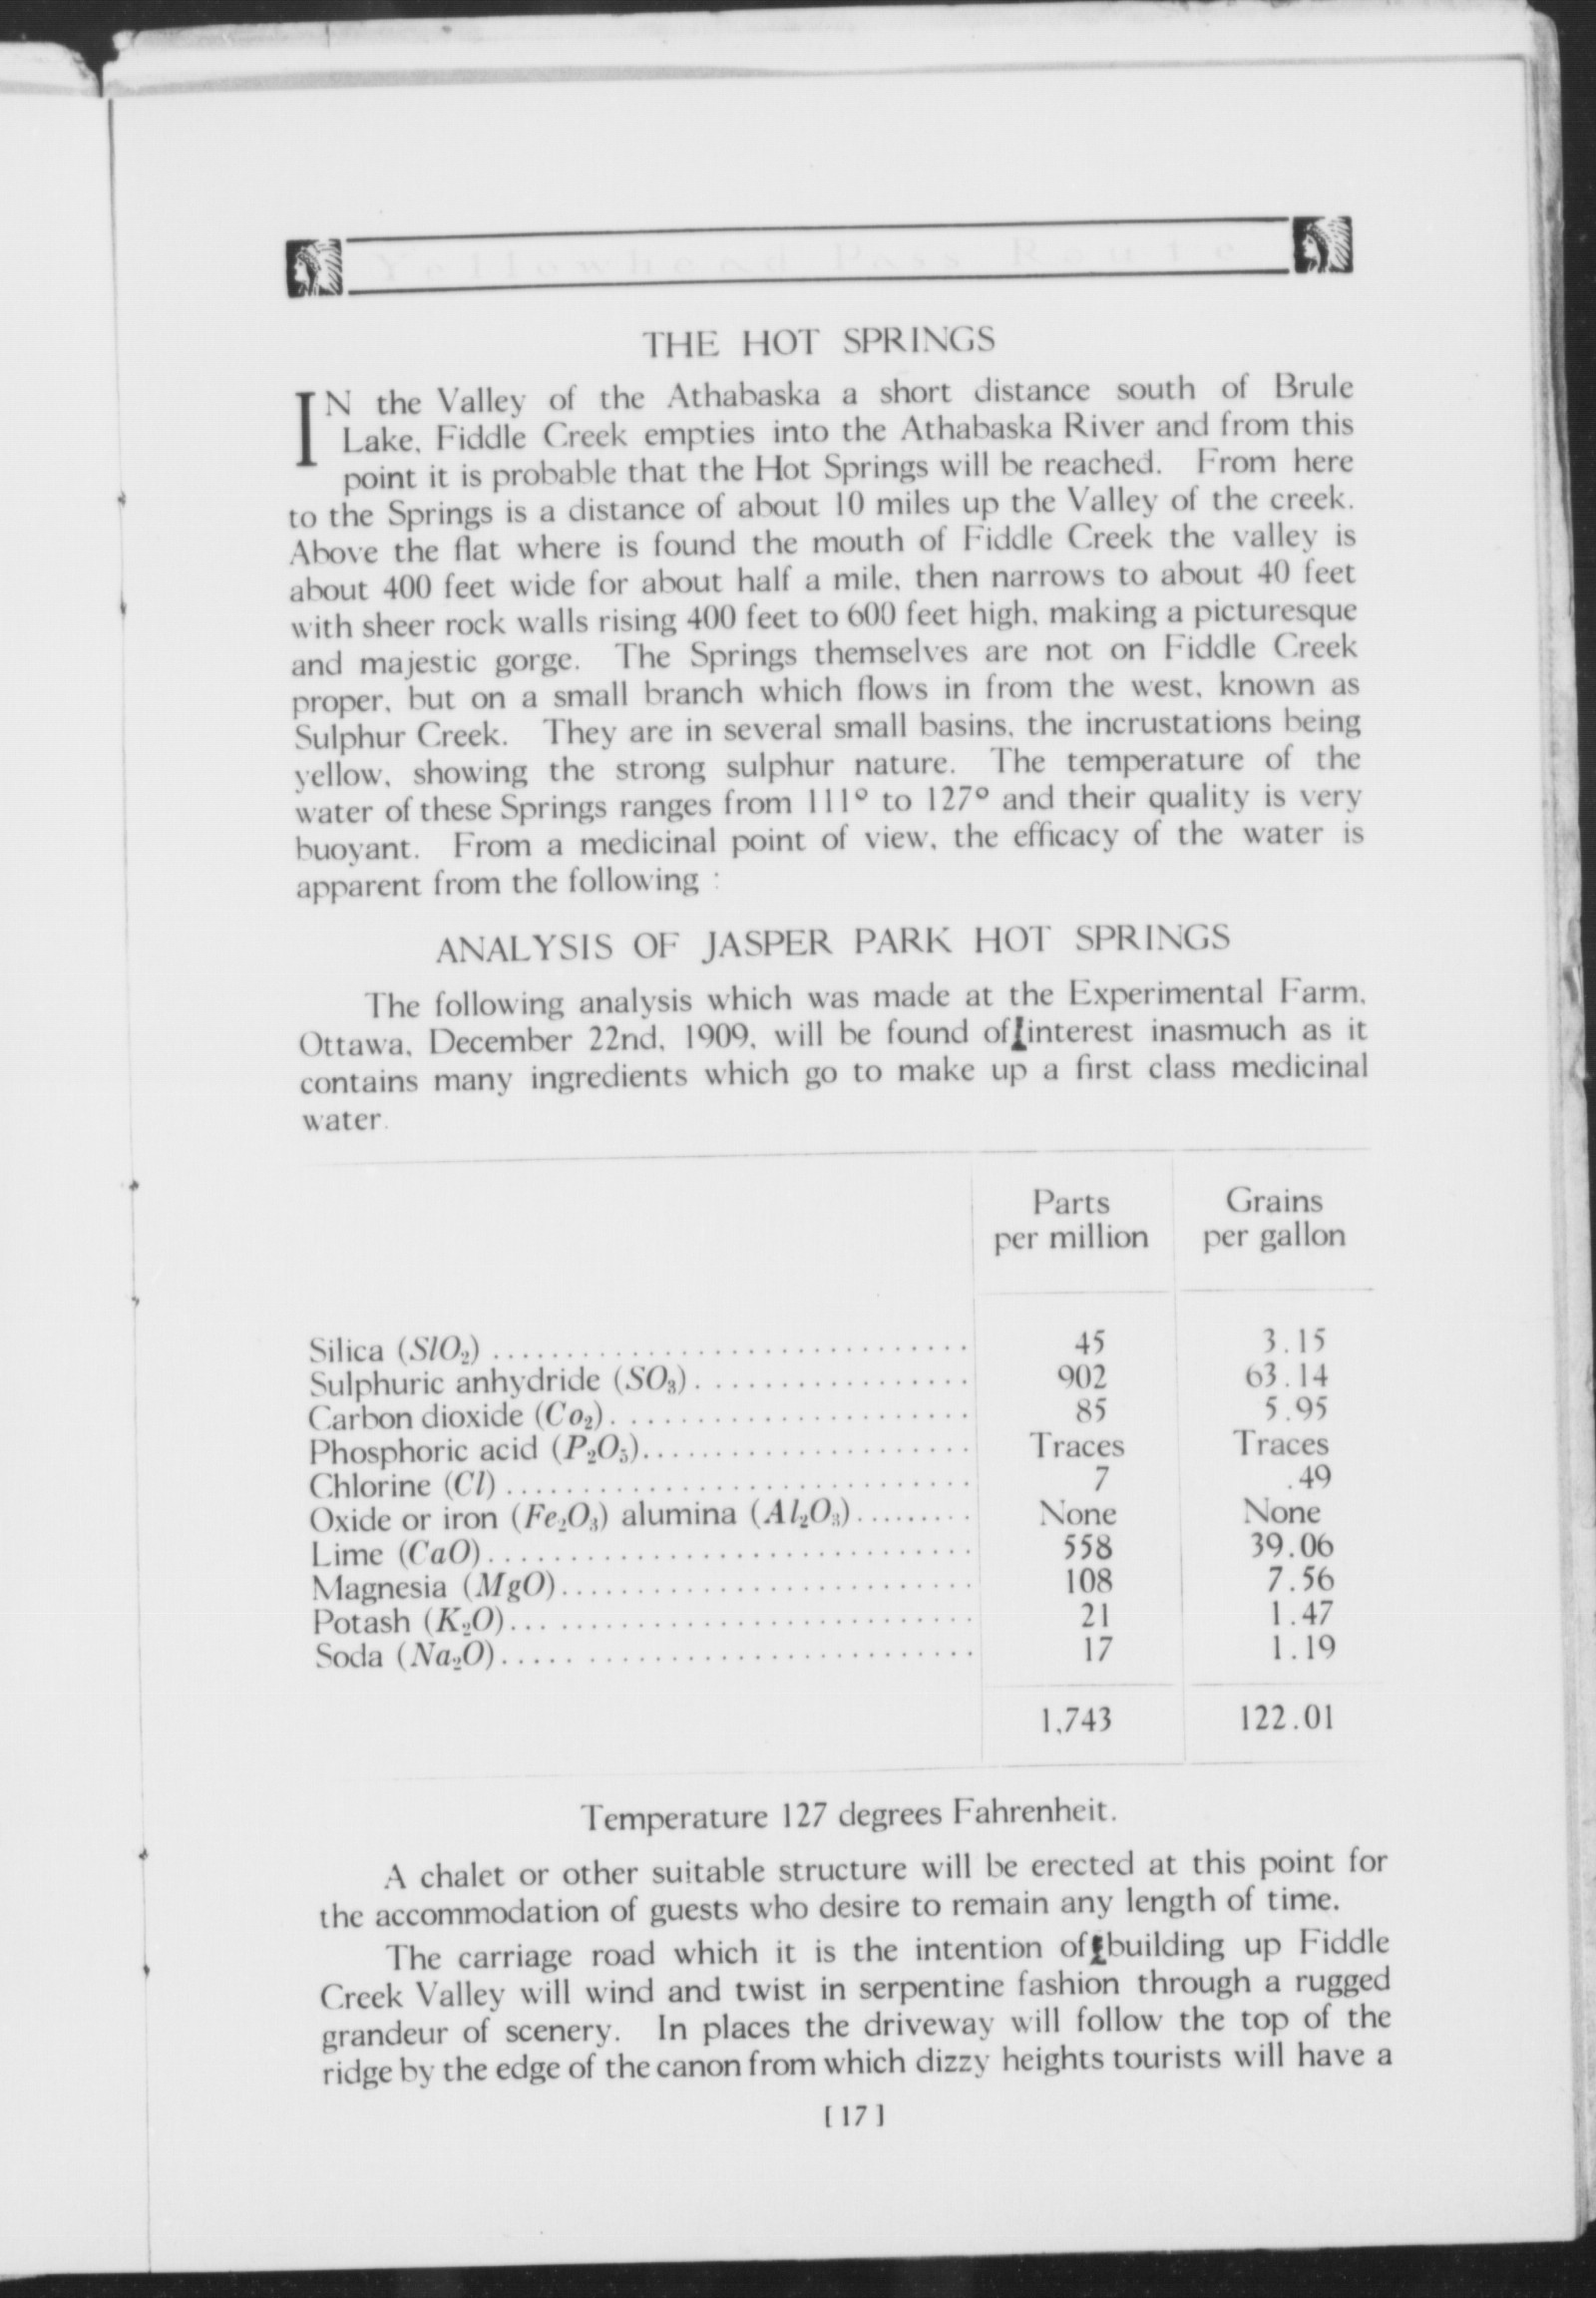 Yellowhead Pass Route
THE HOT SPRINGS
IN the Valley of the Athabaska a short distance south of Brule
Lake, Fiddle Creek empties into the Athabaska River and from this
point it is probable that the Hot Springs will be reached. From here
to the Springs is a distance of about 10 miles up the Valley of the creek.
Above the flat where is found the mouth of Fiddle Creek the valley is
about 400 feet wide for about half a mile, then narrows to about 40 feet
with sheer rock walls rising 400 feet to 600 feet high, making a picturesque
and majestic gorge. The Springs themselves are not on Fiddle Creek
proper, but on a small branch which flows in from the west, known as
Sulphur Creek. They are in several small basins, the incrustations being
yellow, showing the strong sulphur nature. The temperature of the
water of these Springs ranges from 111° to 127° and their quality is very
buoyant. From a medicinal point of view, the efficacy of the water is
apparent from the following :
ANALYSIS OF JASPER PARK HOT SPRINGS
The following analysis which was made at the Experimental Farm,
Ottawa, December 22nd, 1909, will be found of interest inasmuch as it
contains many ingredients which go to make up a first class medicinal
water.
Parts Grains
per million per gallon
Silica (SlO₂) .............................. 45 3.15
Sulphuric anhydride (SO₃)................. 902 63.14
Carbon dioxide (Co₂)...................... 85 5.95
Phosphoric acid (P₂O₅).................... Traces Traces
Chlorine (Cl) ............................. 7 .49
Oxide or iron (Fe₂O₃) alumina (Al₂O₃)......... None None
Lime (CaO).............................. 558 39.06
Magnesia (MgO).......................... 108 7.56
Potash (K₂O)............................. 21 1.47
Soda (Na₂O).............................. 17 1.19
1,743 122.01
Temperature 127 degrees Fahrenheit.
A chalet or other suitable structure will be erected at this point for
the accommodation of guests who desire to remain any length of time.
The carriage road which it is the intention of building up Fiddle
Creek Valley will wind and twist in serpentine fashion through a rugged
grandeur of scenery. In places the driveway will follow the top of the
ridge by the edge of the canon from which dizzy heights tourists will have a
[17]